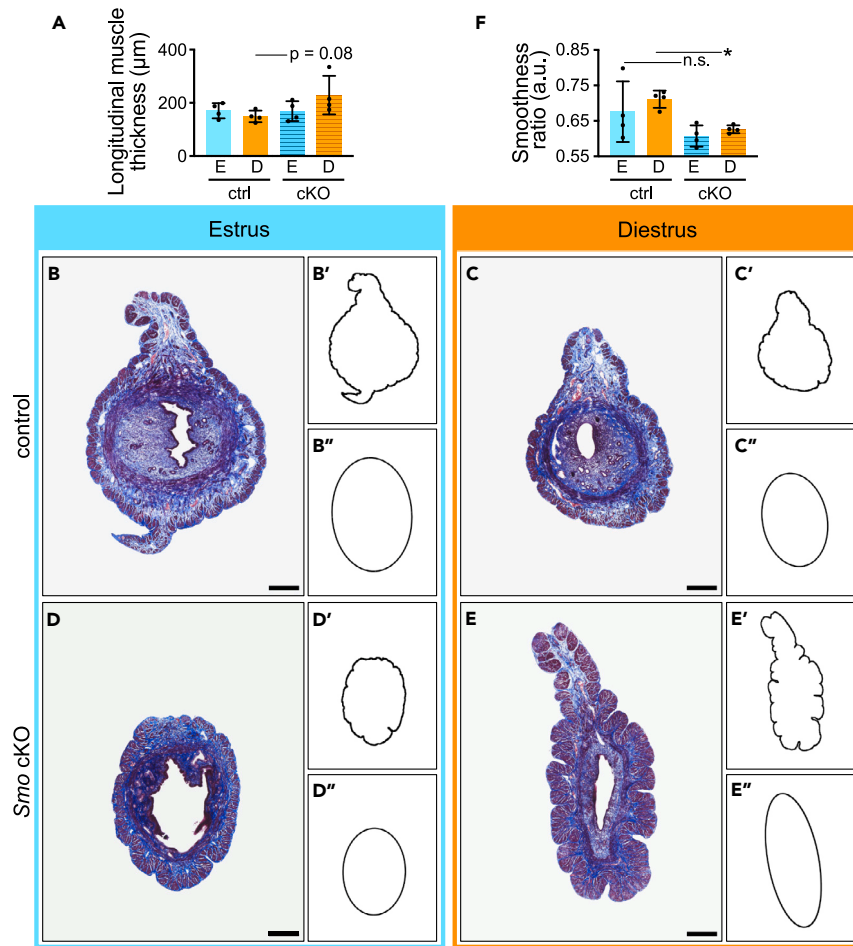 A
Longitudinal muscle
thickness (μm)
400
200
0
p = 0.08
E D E D
ctrl cKO
F
Smoothness
ratio (a.u.)
0.85
0.75
0.65
0.55
*
n.s.
E D E D
ctrl cKO
Estrus
Diestrus
control
B
B′
B″
C
C′
C″
Smo cKO
D
D′
D″
E
E′
E″